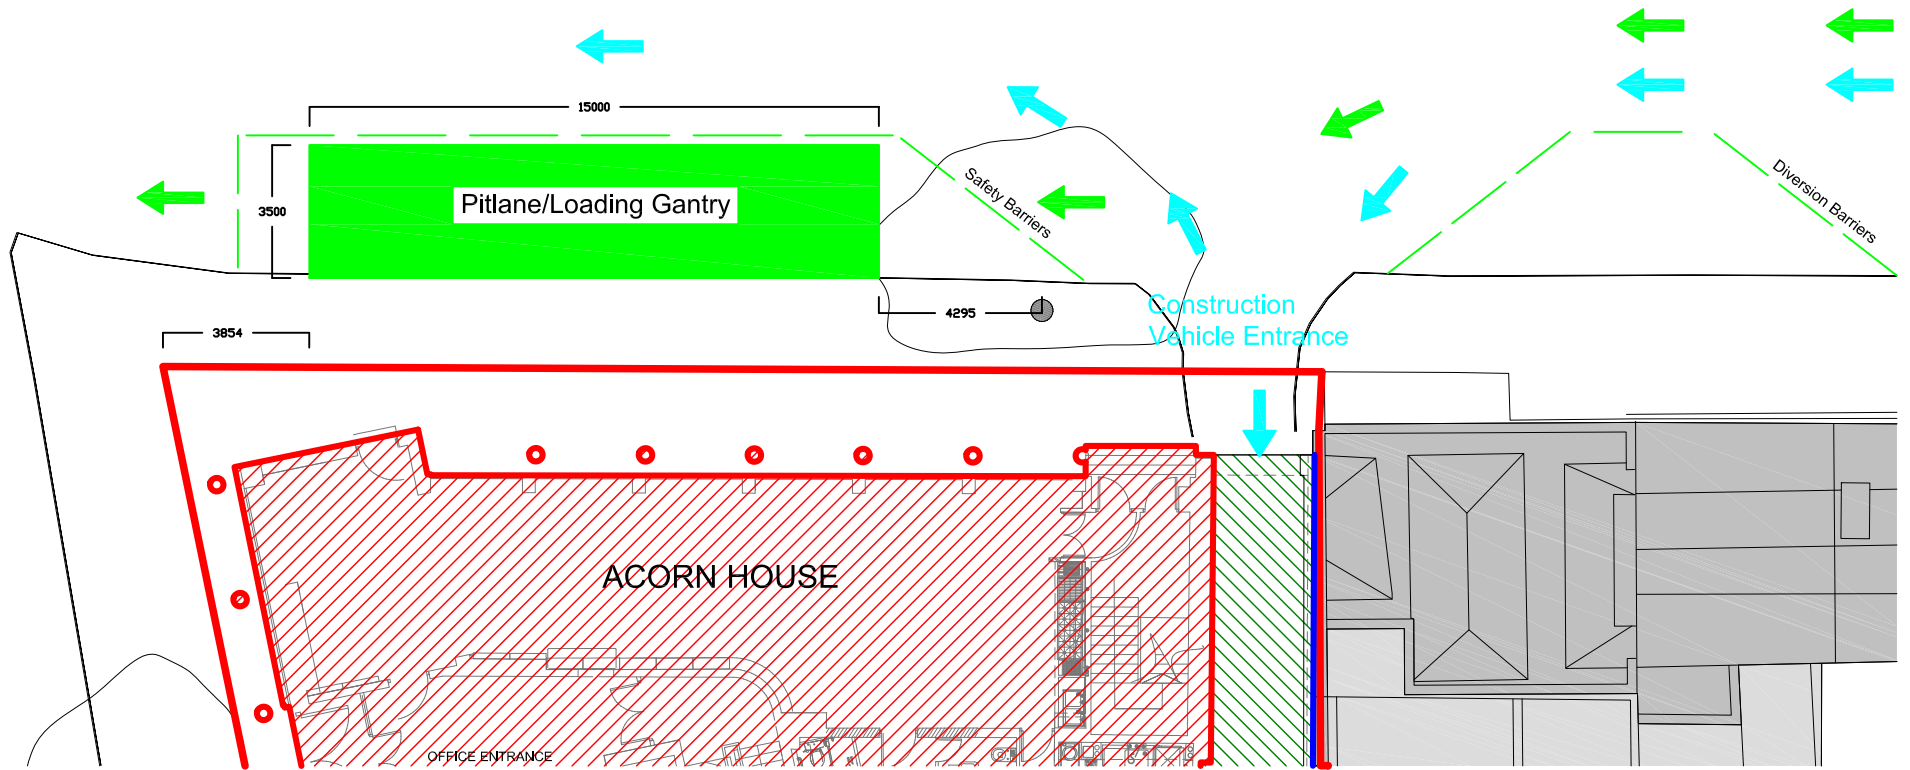 15000
Pitlane/Loading Gantry
3500
Safety Barriers
Diversion Barriers
4295
3854
Construction
Vehicle Entrance
ACORN HOUSE
OFFICE ENTRANCE